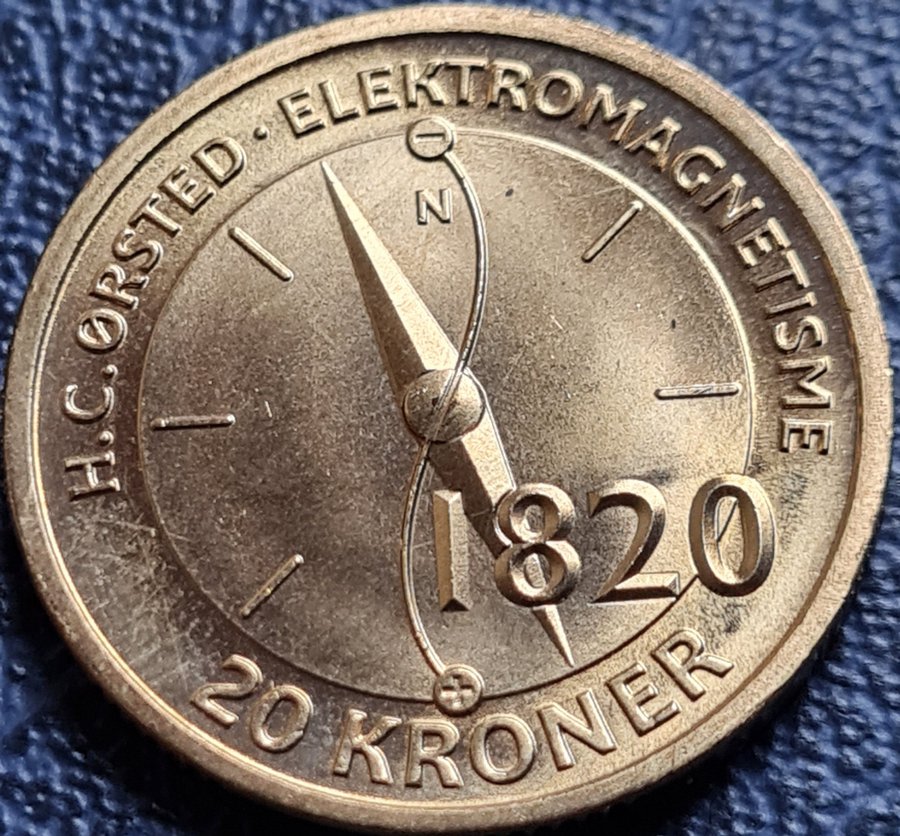 H.C.ØRSTED · ELEKTROMAGNETISME
−
N
1820
+
20 KRONER